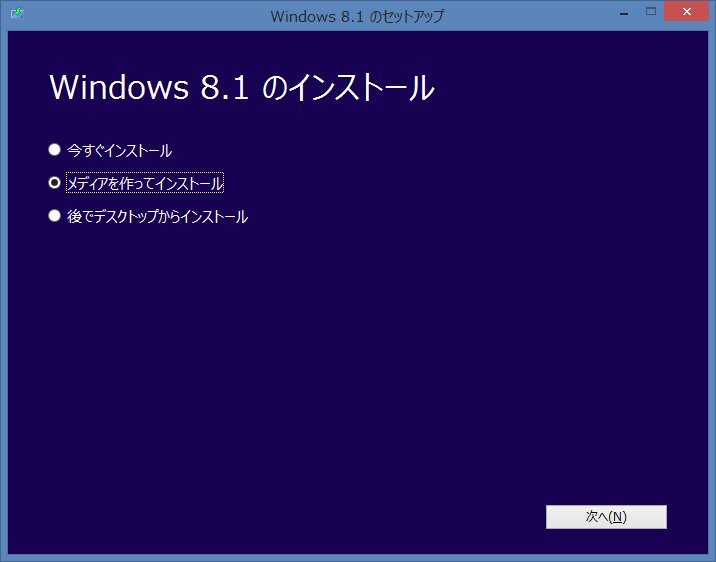 Windows 8.1 のセットアップ
Windows 8.1 のインストール
今すぐインストール
メディアを作ってインストール
後でデスクトップからインストール
次へ(N)